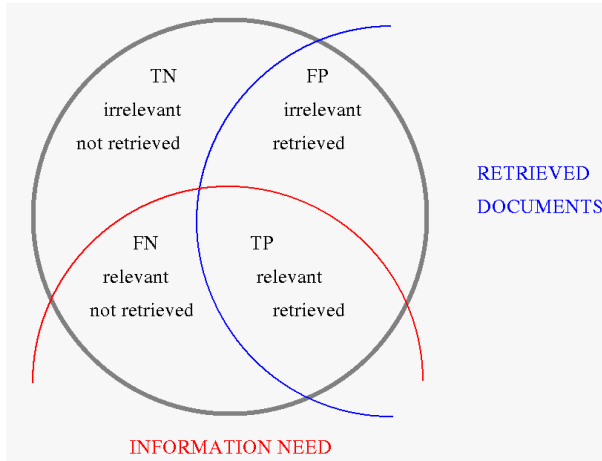 TN
irrelevant
not retrieved
FP
irrelevant
retrieved
RETRIEVED
DOCUMENTS
FN
relevant
not retrieved
TP
relevant
retrieved
INFORMATION NEED